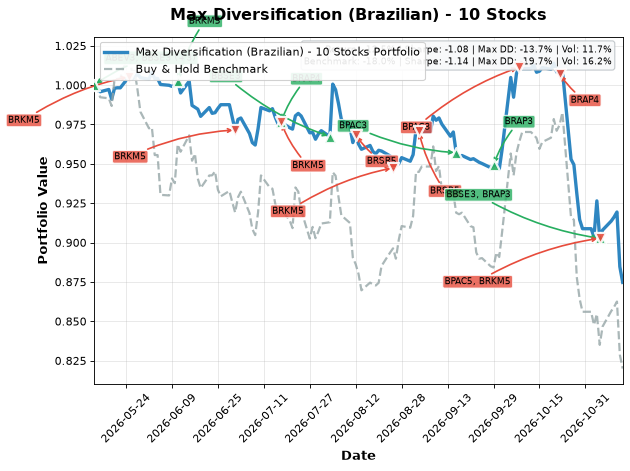 Max Diversification (Brazilian) - 10 Stocks
BRKM5
Max Diversification (Brazilian) - 10 Stocks Portfolio
Buy & Hold Benchmark
rpe: -1.08 | Max DD: -13.7% | Vol: 11.7%
Benchmark: -18.0% | Sharpe: -1.14 | Max DD: -19.7% | Vol: 16.2%
BRKM5
BRAP4
BPAC3
BRAP3
BRKM5
BRKM5
BRKM5
BBSE3, BRAP3
BPAC5, BRKM5
Portfolio Value
1.025
1.000
0.975
0.950
0.925
0.900
0.875
0.850
0.825
2026-05-24
2026-06-09
2026-06-25
2026-07-11
2026-07-27
2026-08-12
2026-08-28
2026-09-13
2026-09-29
2026-10-15
2026-10-31
Date